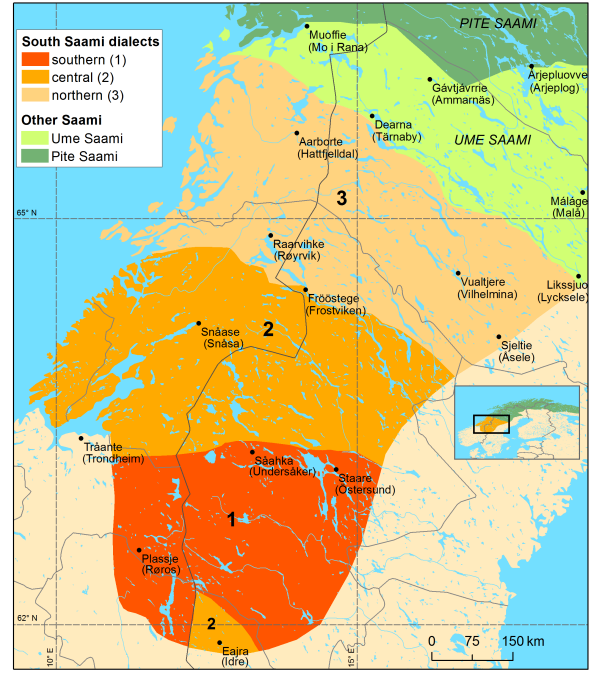 South Saami dialects
southern (1)
central (2)
northern (3)
Other Saami
Ume Saami
Pite Saami
PITE SAAMI
Muoffie
(Mo i Rana)
Árjepluovve
(Arjeplog)
Gávtjávrrie
(Ammarnäs)
Dearna
(Tärnaby)
UME SAAMI
Aarborte
(Hattfjelldal)
3
Máláge
(Malå)
65° N
Raarvihke
(Røyrvik)
Vualtjere
(Vilhelmina)
Likssjuo
(Lycksele)
Frööstege
(Frostviken)
2
Snåase
(Snåsa)
Sjeltie
(Åsele)
Tråante
(Trondheim)
Såahka
(Undersåker)
Staare
(Östersund)
1
Plassje
(Røros)
2
62° N
Eajra
(Idre)
0 75 150 km
10° E
15° E